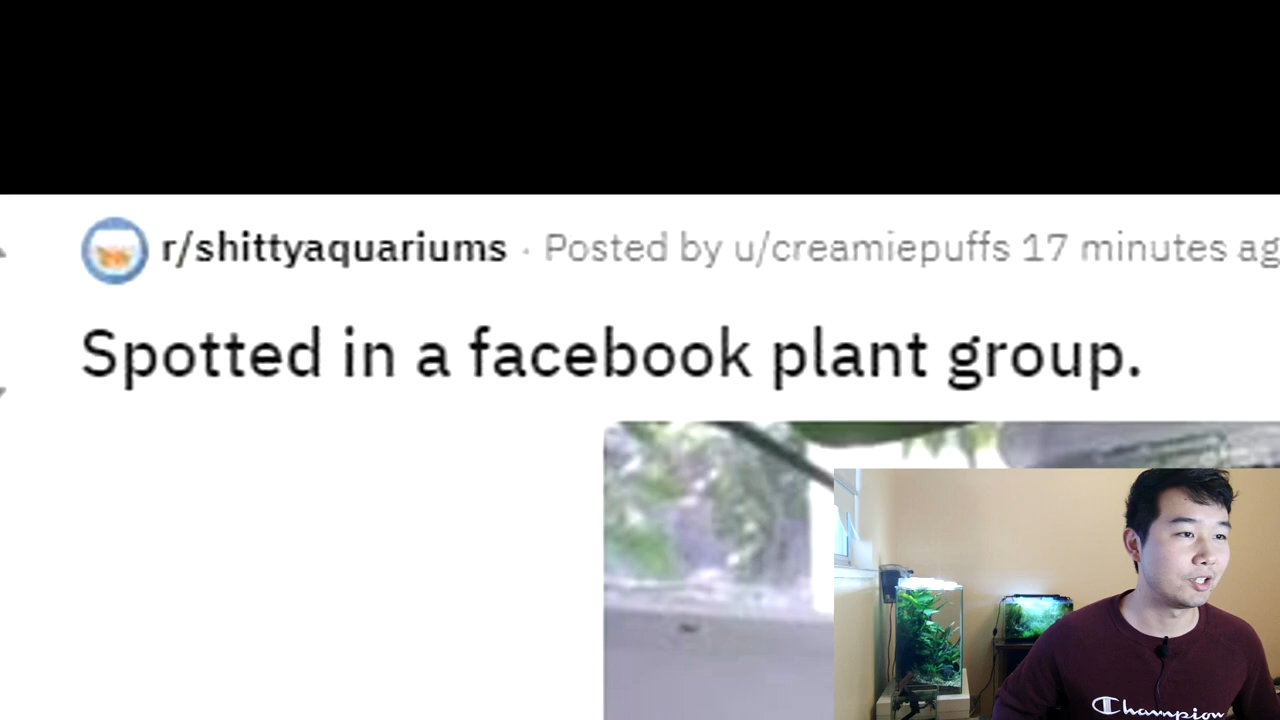 r/shittyaquariums · Posted by u/creamiepuffs 17 minutes ag
Spotted in a facebook plant group.
Champion